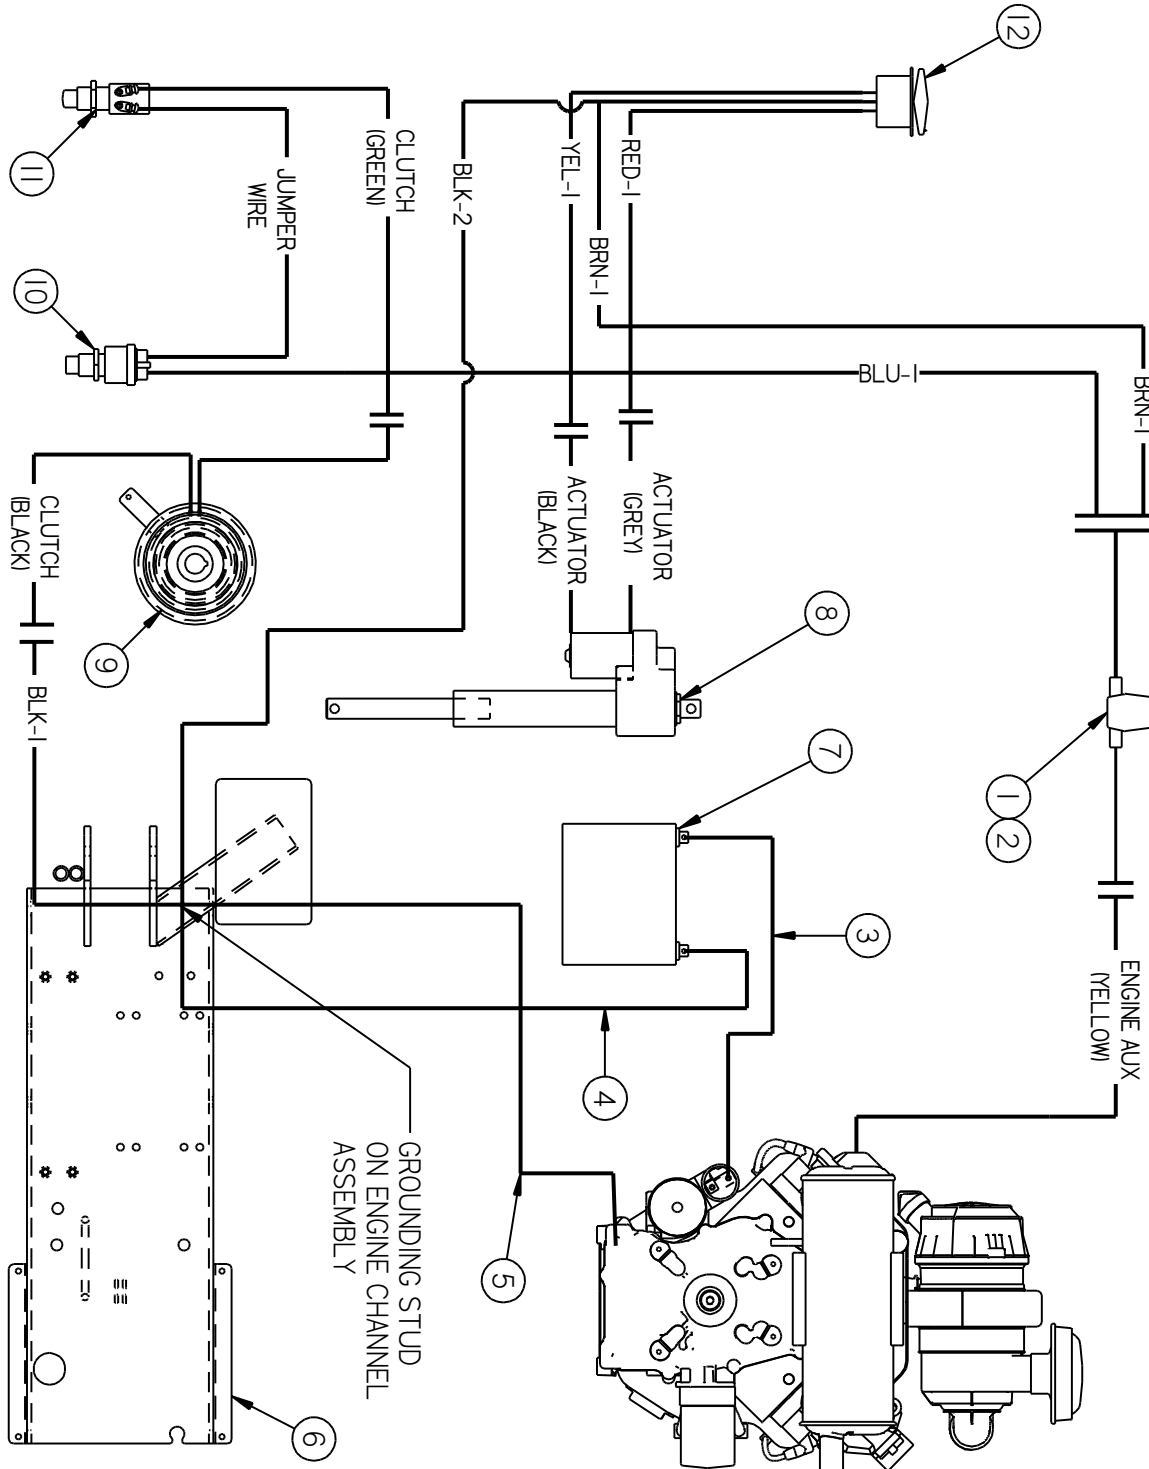 12
11
10
CLUTCH
(GREEN)
JUMPER
WIRE
BLK-2
YEL-1
RED-1
BRN-1
BLU-1
BRN-1
CLUTCH
(BLACK)
9
BLK-1
ACTUATOR
(BLACK)
ACTUATOR
(GREY)
8
7
1
2
3
4
5
6
ENGINE AUX
(YELLOW)
GROUNDING STUD
ON ENGINE CHANNEL
ASSEMBLY